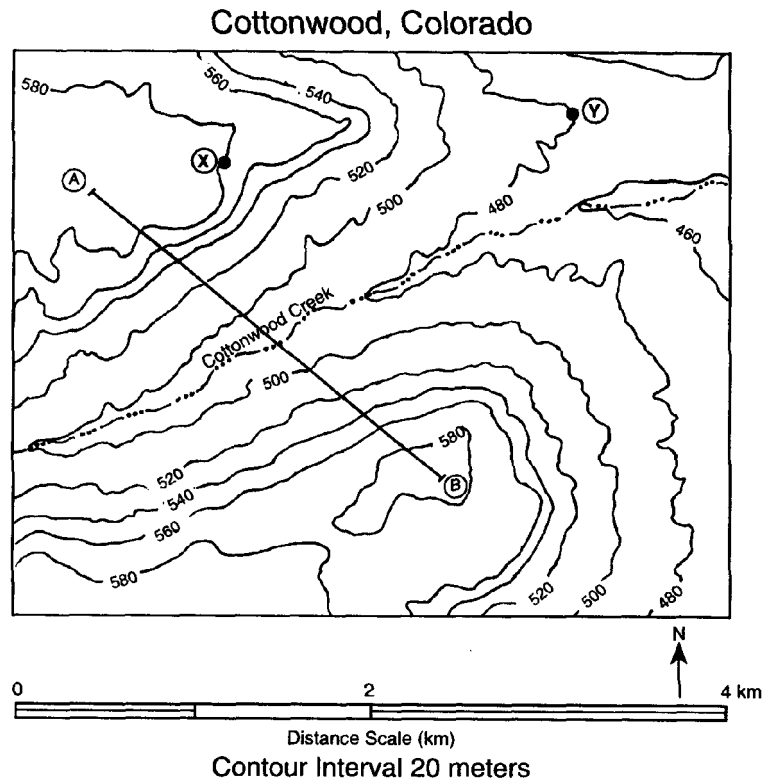 Cottonwood, Colorado
580
560
540
Y
X
520
A
500
480
460
Cottonwood Creek
500
580
B
520
540
560
580
520
500
480
N
0 2 4 km
Distance Scale (km)
Contour Interval 20 meters